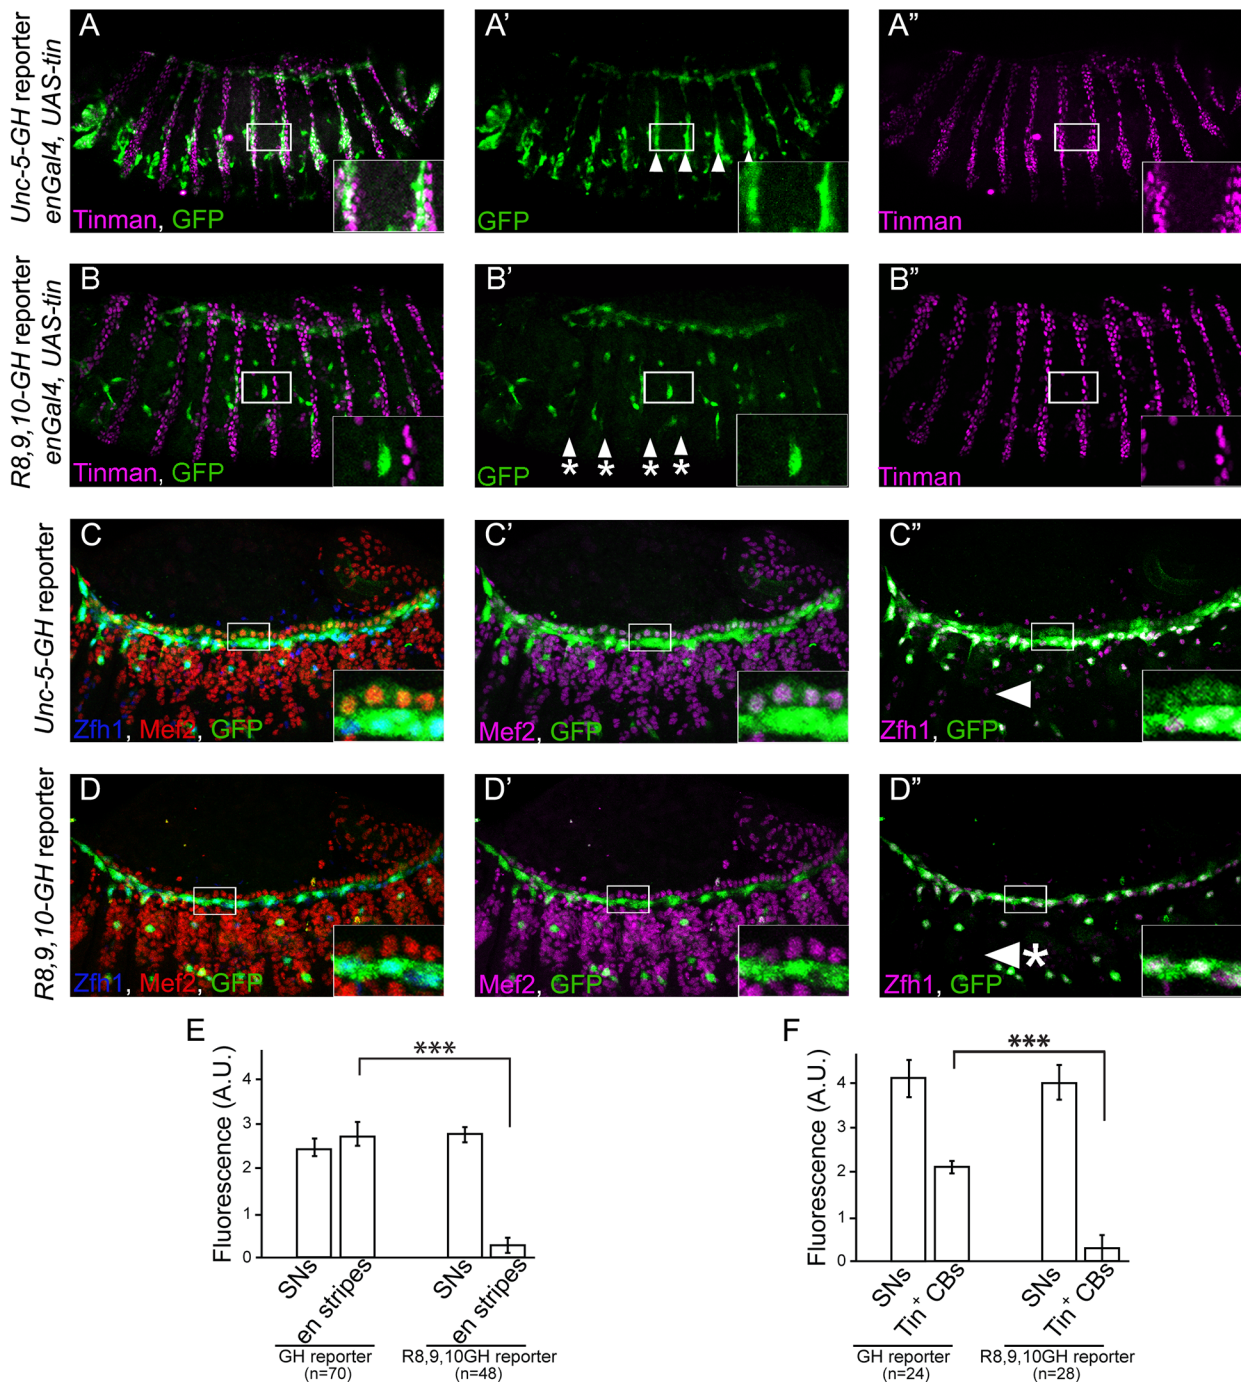 Unc-5-GH reporter
enGal4, UAS-tin
A
Tinman, GFP
A'
GFP
A"
Tinman
R8,9,10-GH reporter
enGal4, UAS-tin
B
Tinman, GFP
B'
* * * *
GFP
B"
Tinman
Unc-5-GH reporter
C
Zfh1, Mef2, GFP
C'
Mef2, GFP
C"
Zfh1, GFP
R8,9,10-GH reporter
D
Zfh1, Mef2, GFP
D'
Mef2, GFP
D"
*
Zfh1, GFP
E
Fluorescence (A.U.)
4
3
2
1
0
***
SNs
en stripes
SNs
en stripes
GH reporter
(n=70)
R8,9,10GH reporter
(n=48)
F
Fluorescence (A.U.)
4
3
2
1
0
***
SNs
Tin+ CBs
SNs
Tin+ CBs
GH reporter
(n=24)
R8,9,10GH reporter
(n=28)